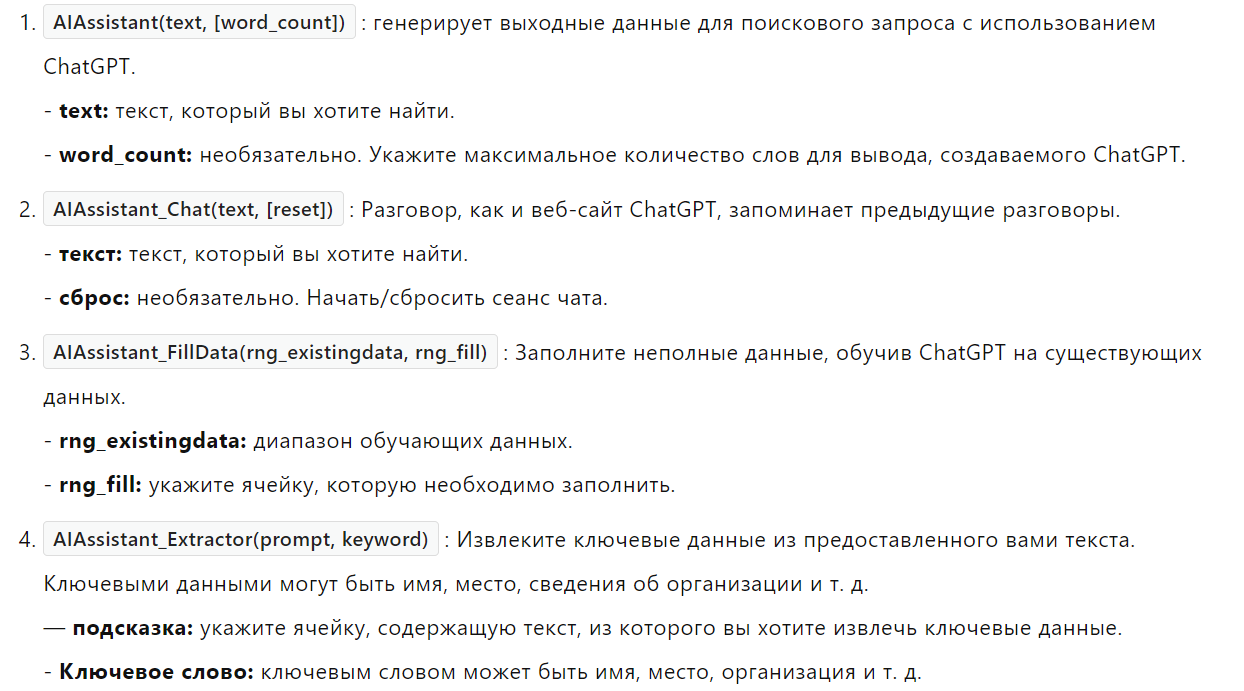 1. AIAssistant(text, [word_count]) : генерирует выходные данные для поискового запроса с использованием
ChatGPT.
- text: текст, который вы хотите найти.
- word_count: необязательно. Укажите максимальное количество слов для вывода, создаваемого ChatGPT.
2. AIAssistant_Chat(text, [reset]) : Разговор, как и веб-сайт ChatGPT, запоминает предыдущие разговоры.
- текст: текст, который вы хотите найти.
- сброс: необязательно. Начать/сбросить сеанс чата.
3. AIAssistant_FillData(rng_existingdata, rng_fill) : Заполните неполные данные, обучив ChatGPT на существующих
данных.
- rng_existingdata: диапазон обучающих данных.
- rng_fill: укажите ячейку, которую необходимо заполнить.
4. AIAssistant_Extractor(prompt, keyword) : Извлеките ключевые данные из предоставленного вами текста.
Ключевыми данными могут быть имя, место, сведения об организации и т. д.
— подсказка: укажите ячейку, содержащую текст, из которого вы хотите извлечь ключевые данные.
- Ключевое слово: ключевым словом может быть имя, место, организация и т. д.